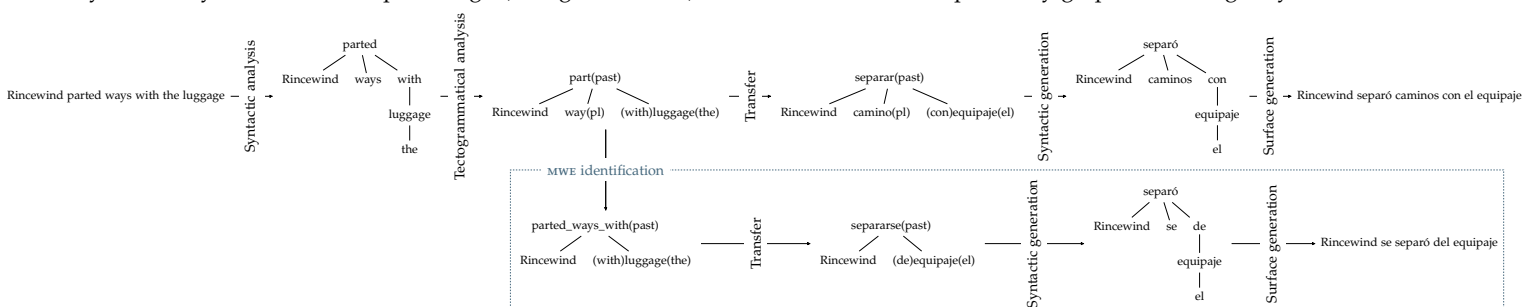 parted
separó
Rincewind ways with
part(past)
separar(past)
Rincewind caminos con
Rincewind parted ways with the luggage
Syntactic analysis
Tectogrammatical analysis
Transfer
Syntactic generation
Surface generation
Rincewind separó caminos con el equipaje
luggage
Rincewind way(pl) (with)luggage(the)
Rincewind camino(pl) (con)equipaje(el)
equipaje
the
el
MWE identification
parted_ways_with(past)
separarse(past)
separó
Rincewind se de
Rincewind (with)luggage(the)
Transfer
Rincewind (de)equipaje(el)
Syntactic generation
equipaje
el
Surface generation
Rincewind se separó del equipaje